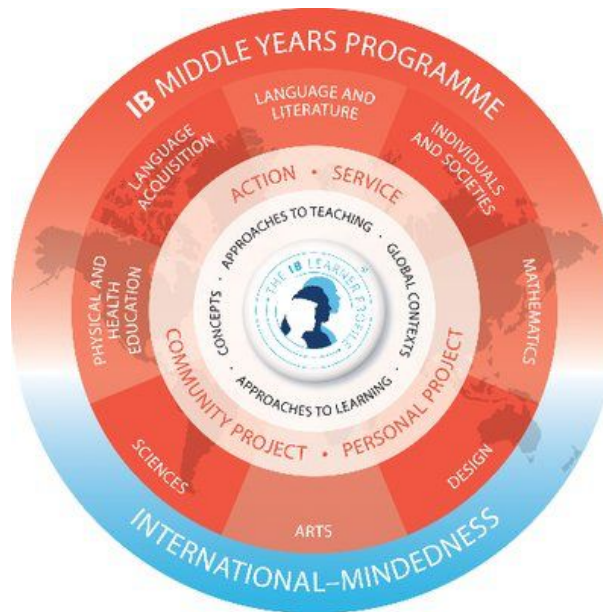 IB MIDDLE YEARS PROGRAMME
LANGUAGE AND
LITERATURE
INDIVIDUALS
AND SOCIETIES
MATHEMATICS
DESIGN
ARTS
SCIENCES
PHYSICAL AND
HEALTH
EDUCATION
LANGUAGE
ACQUISITION
ACTION • SERVICE
COMMUNITY PROJECT • PERSONAL PROJECT
APPROACHES TO TEACHING · GLOBAL CONTEXTS ·
APPROACHES TO LEARNING · CONCEPTS ·
THE IB LEARNER PROFILE
®
INTERNATIONAL–MINDEDNESS